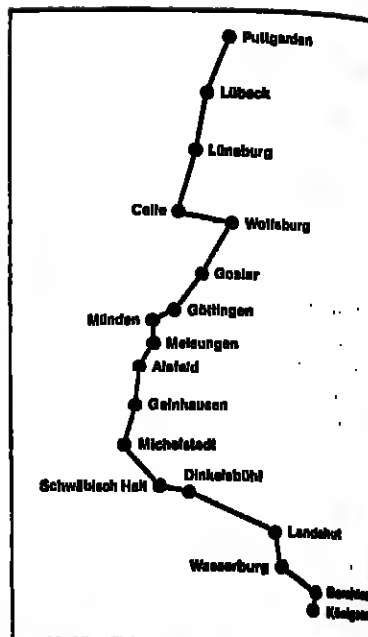 Puttgarden
Lübeck
Lüneburg
Celle
Wolfsburg
Goslar
Göttingen
Münden
Melsungen
Alsfeld
Gelnhausen
Michelstadt
Schwäbisch Hall
Dinkelsbühl
Landshut
Wasserburg